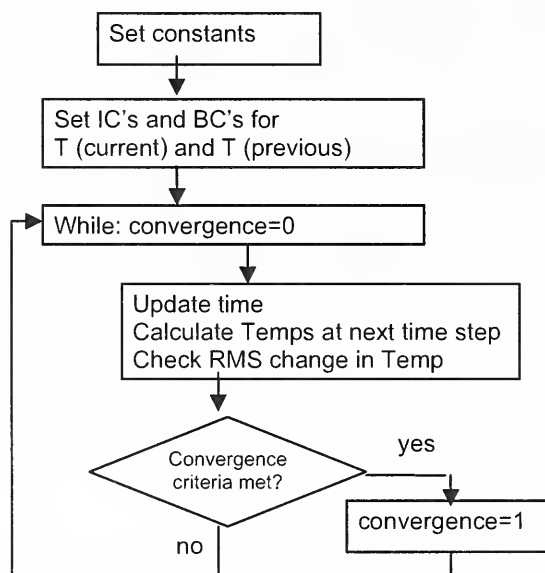 Set constants
Set IC's and BC's for
T (current) and T (previous)
While: convergence=0
Update time
Calculate Temps at next time step
Check RMS change in Temp
Convergence
criteria met?
yes
convergence=1
no